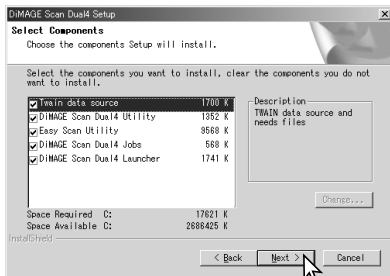 DiMAGE Scan Dual4 Setup
Select Components
Choose the components Setup will install.
Select the components you want to install, clear the components you do not
want to install.
Twain data source 1700 K
DiMAGE Scan Dual4 Utility 1352 K
Easy Scan Utility 9568 K
DiMAGE Scan Dual4 Jobs 568 K
DiMAGE Scan Dual4 Launcher 1741 K
Description
TWAIN data source and
needs files
Change...
Space Required C: 17621 K
Space Available C: 2686425 K
InstallShield
< Back
Next >
Cancel